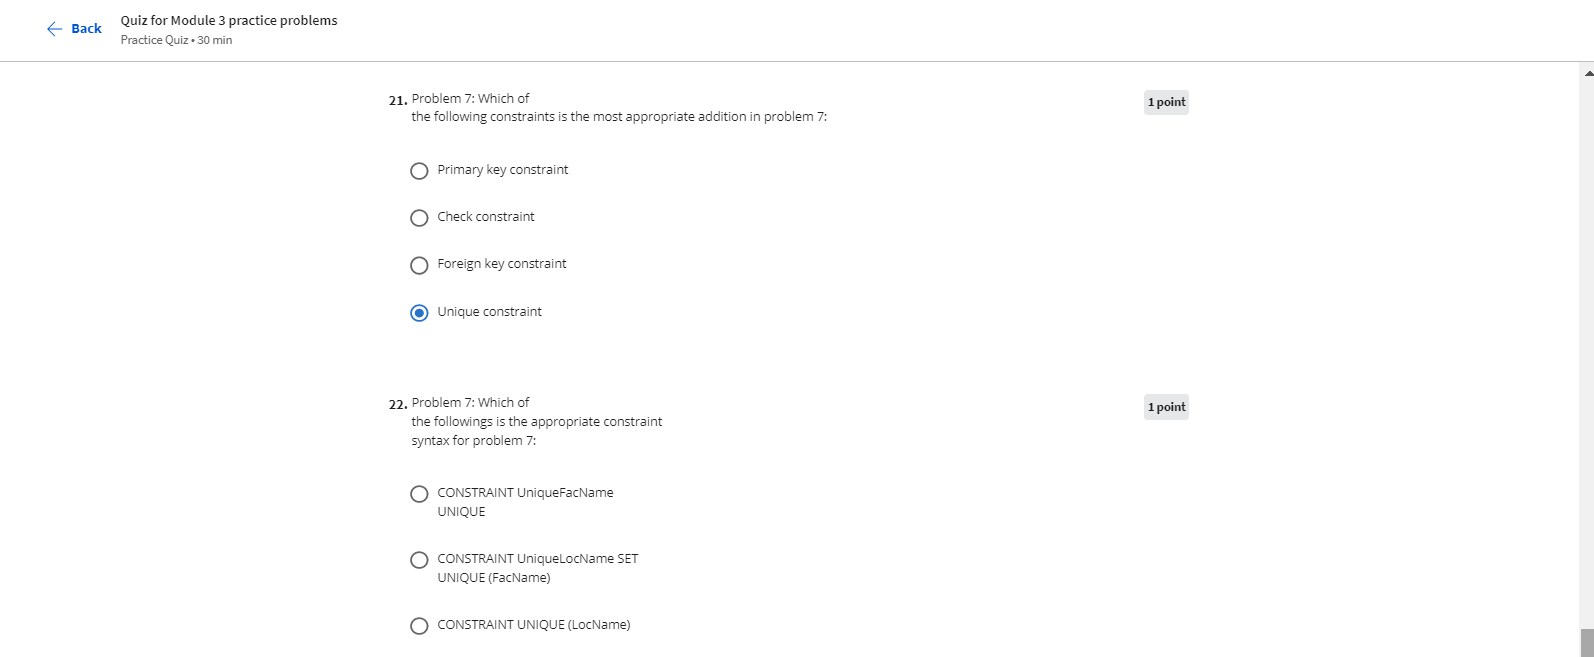 Back
Quiz for Module 3 practice problems
Practice Quiz • 30 min
21. Problem 7: Which of
the following constraints is the most appropriate addition in problem 7:
1 point
Primary key constraint
Check constraint
Foreign key constraint
Unique constraint
22. Problem 7: Which of
the followings is the appropriate constraint
syntax for problem 7:
1 point
CONSTRAINT UniqueFacName
UNIQUE
CONSTRAINT UniqueLocName SET
UNIQUE (FacName)
CONSTRAINT UNIQUE (LocName)